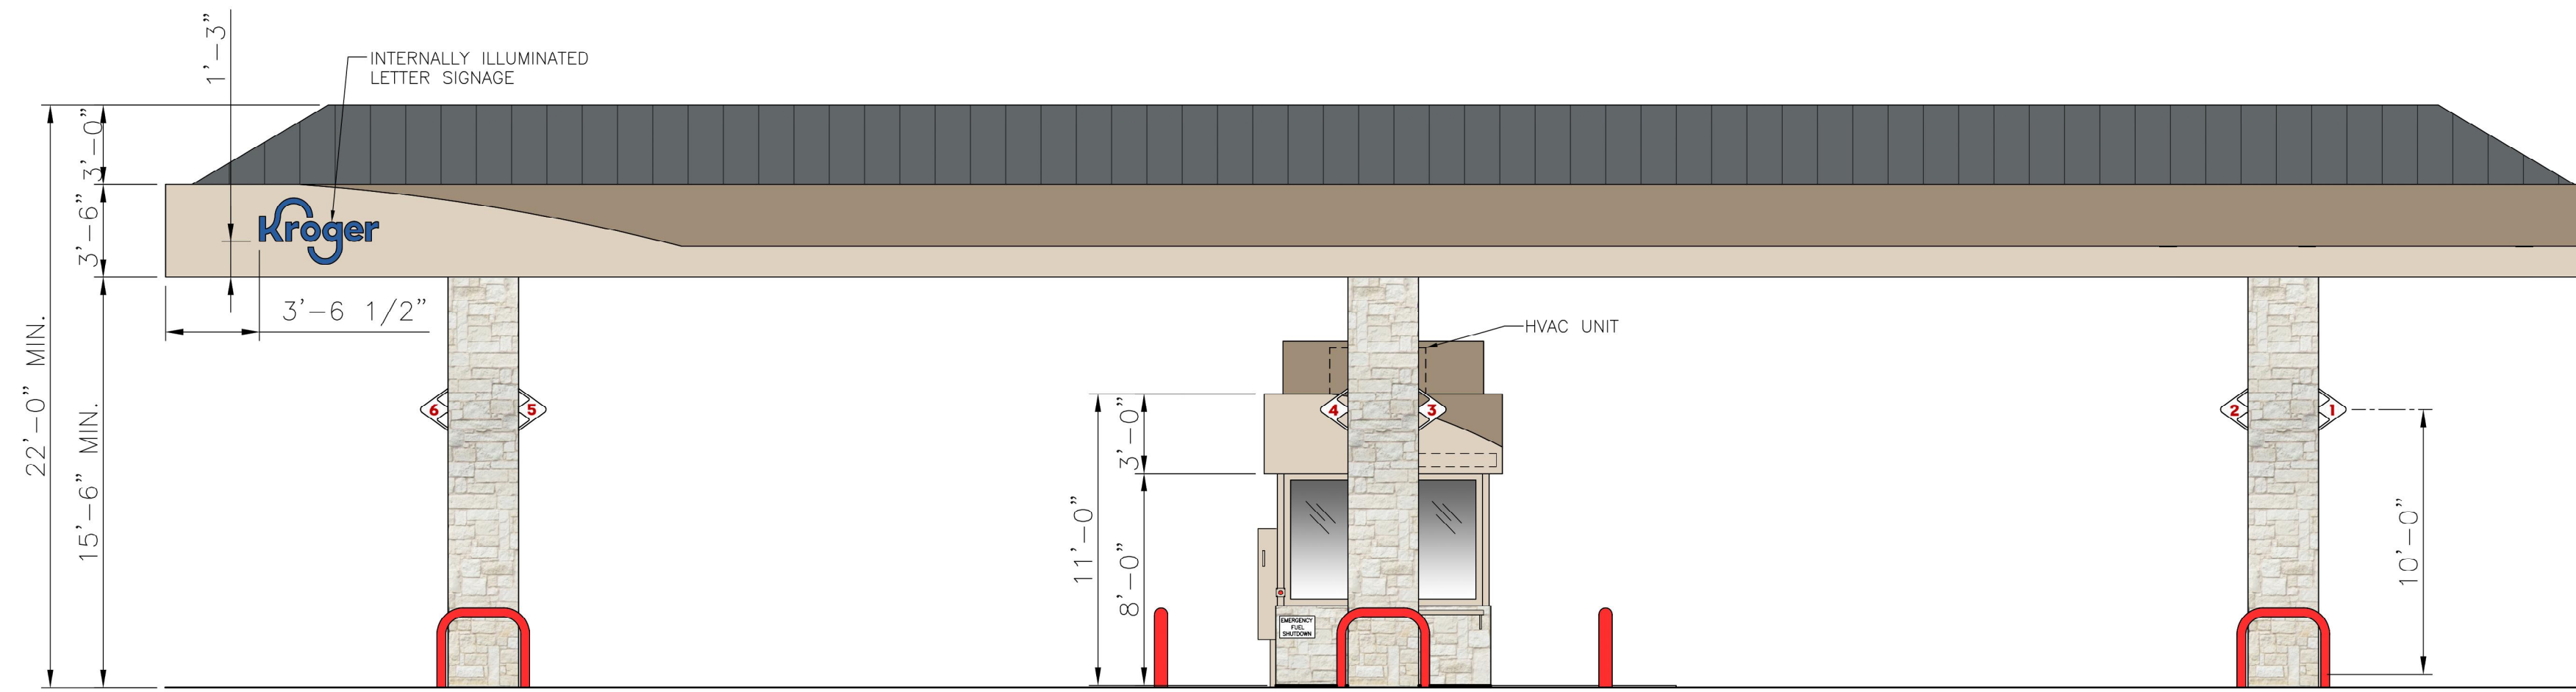 1'-3"
INTERNALLY ILLUMINATED
LETTER SIGNAGE
3'-0"
3'-6"
Kroger
3'-6 1/2"
22'-0" MIN.
15'-6" MIN.
HVAC UNIT
6
5
4
3
2
1
3'-0"
11'-0"
8'-0"
10'-0"
EMERGENCY
FUEL
SHUTDOWN